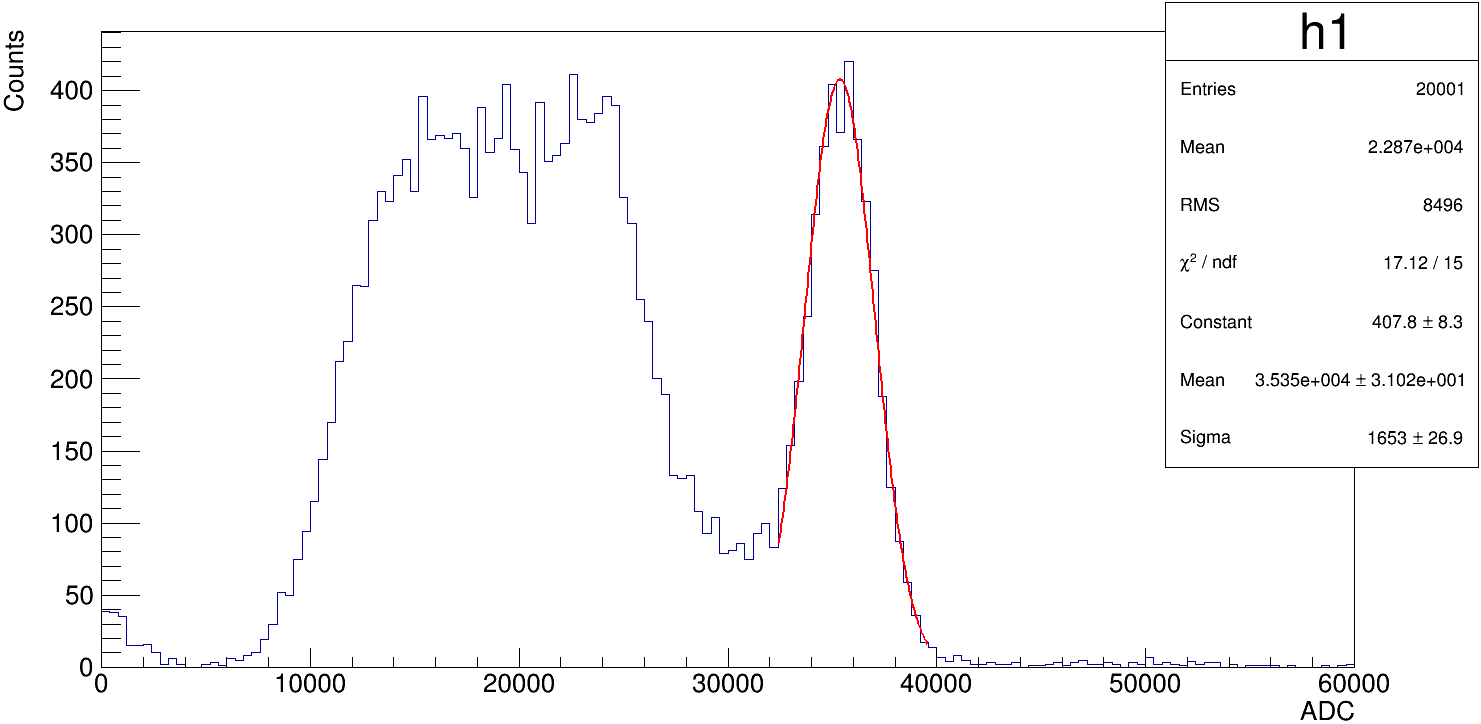 h1
Entries 20001
Mean 2.287e+004
RMS 8496
χ² / ndf 17.12 / 15
Constant 407.8 ± 8.3
Mean 3.535e+004 ± 3.102e+001
Sigma 1653 ± 26.9
Counts
400
350
300
250
200
150
100
50
0
0 10000 20000 30000 40000 50000 60000
ADC